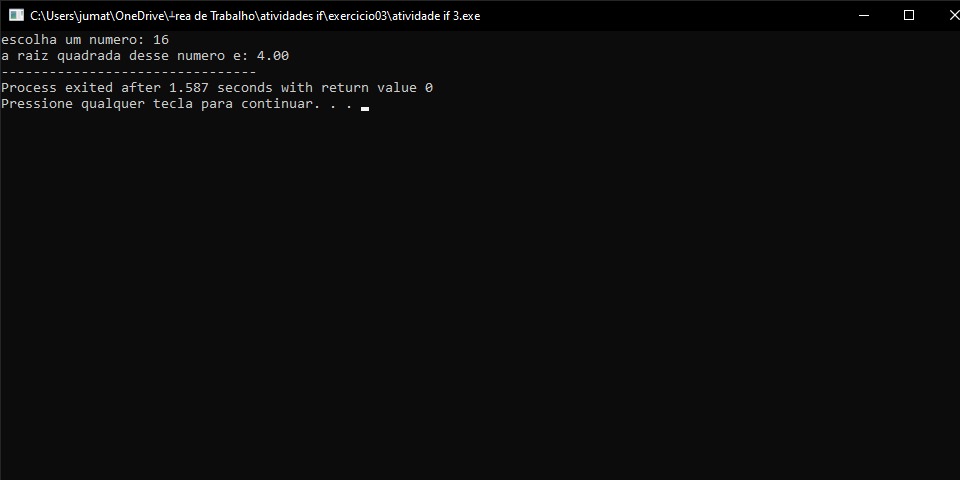 C:\Users\jumat\OneDrive\┴rea de Trabalho\atividades if\exercicio03\atividade if 3.exe
escolha um numero: 16
a raiz quadrada desse numero e: 4.00
--------------------------------
Process exited after 1.587 seconds with return value 0
Pressione qualquer tecla para continuar. . .